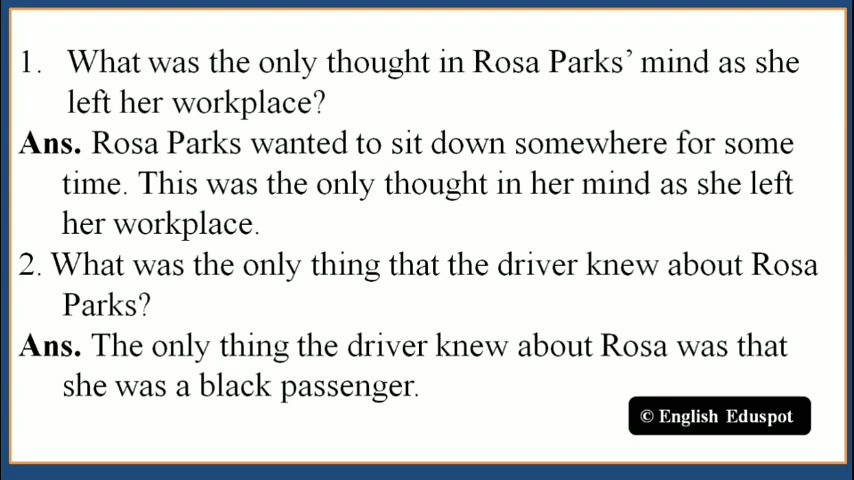 1. What was the only thought in Rosa Parks’ mind as she
left her workplace?
Ans. Rosa Parks wanted to sit down somewhere for some
time. This was the only thought in her mind as she left
her workplace.
2. What was the only thing that the driver knew about Rosa
Parks?
Ans. The only thing the driver knew about Rosa was that
she was a black passenger.
© English Eduspot